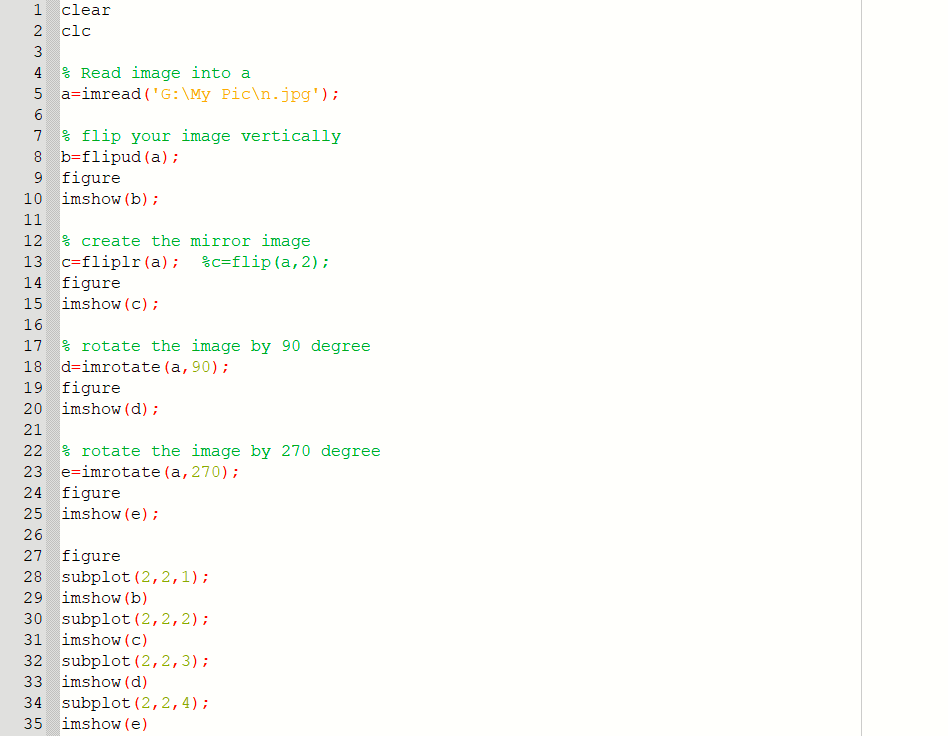 1 clear
2 clc
3
4 % Read image into a
5 a=imread('G:\My Pic\n.jpg');
6
7 % flip your image vertically
8 b=flipud(a);
9 figure
10 imshow(b);
11
12 % create the mirror image
13 c=fliplr(a);  %c=flip(a,2);
14 figure
15 imshow(c);
16
17 % rotate the image by 90 degree
18 d=imrotate(a,90);
19 figure
20 imshow(d);
21
22 % rotate the image by 270 degree
23 e=imrotate(a,270);
24 figure
25 imshow(e);
26
27 figure
28 subplot(2,2,1);
29 imshow(b)
30 subplot(2,2,2);
31 imshow(c)
32 subplot(2,2,3);
33 imshow(d)
34 subplot(2,2,4);
35 imshow(e)